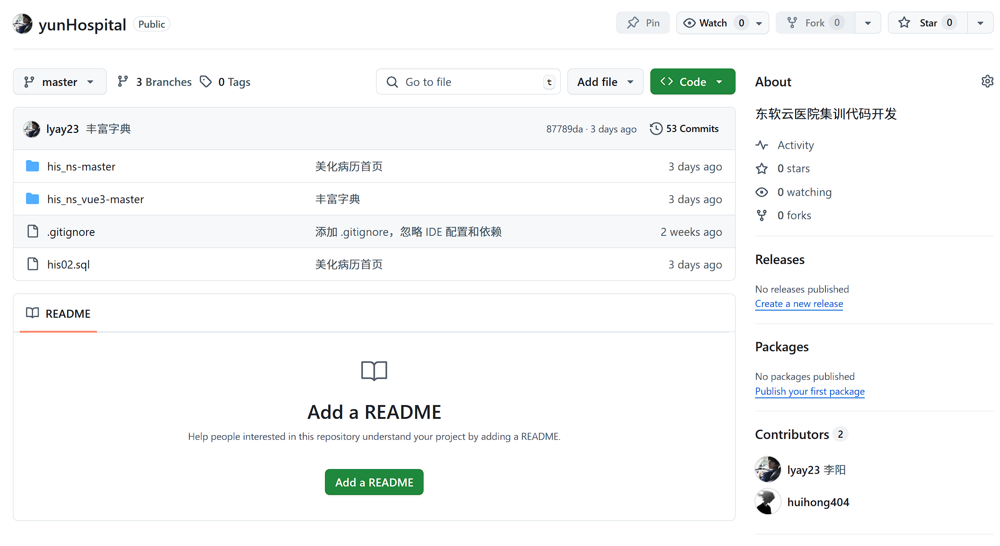 yunHospital Public
Pin Watch 0 Fork 0 Star 0
master 3 Branches 0 Tags Go to file t Add file Code
lyay23 丰富字典 87789da · 3 days ago 53 Commits
his_ns-master 美化病历首页 3 days ago
his_ns_vue3-master 丰富字典 3 days ago
.gitignore 添加 .gitignore，忽略 IDE 配置和依赖 2 weeks ago
his02.sql 美化病历首页 3 days ago
README
Add a README
Help people interested in this repository understand your project by adding a README.
Add a README
About
东软云医院集训代码开发
Activity
0 stars
0 watching
0 forks
Releases
No releases published
Create a new release
Packages
No packages published
Publish your first package
Contributors 2
lyay23 李阳
huihong404